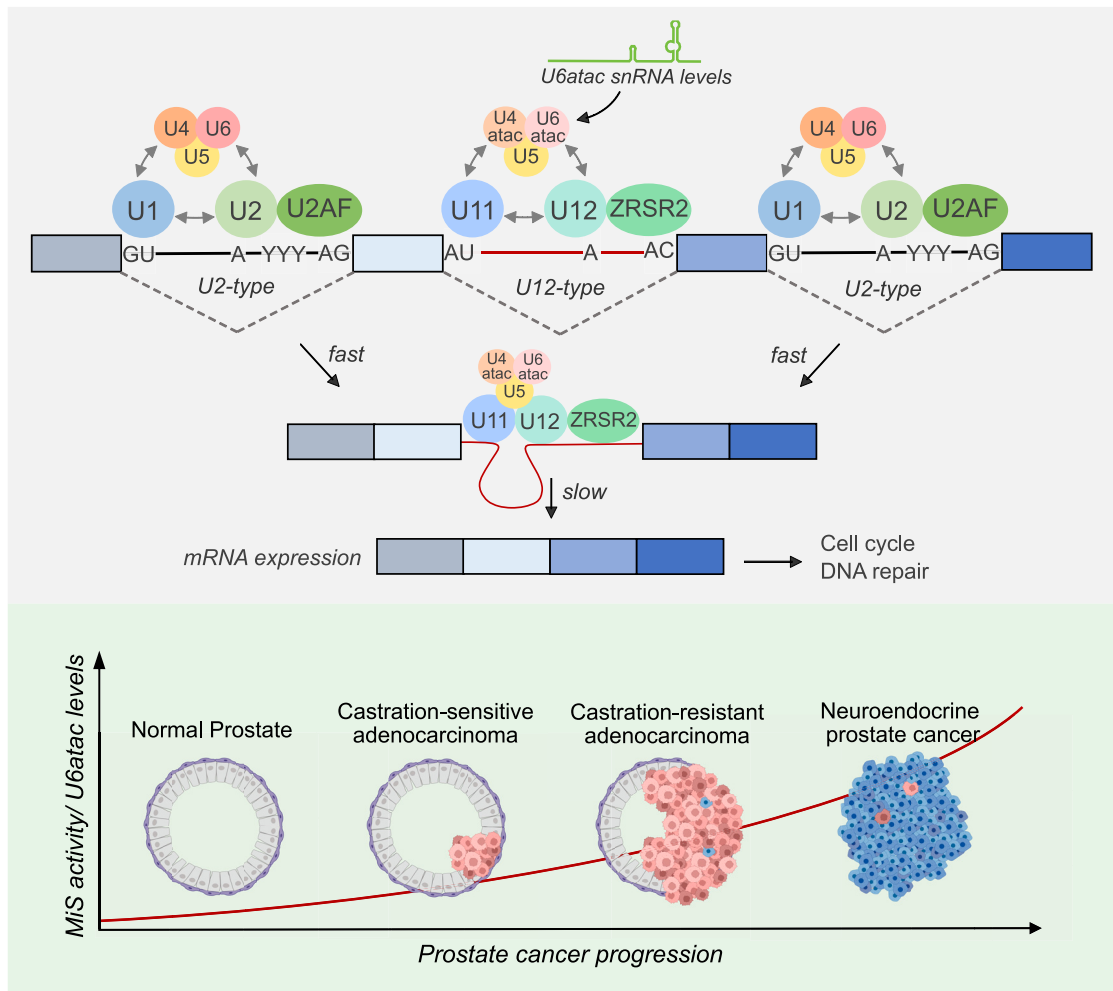 U6atac snRNA levels
U4 U6
U5
U1 U2 U2AF
GU A YYY AG
U2-type
U4 atac U6 atac
U5
U11 U12 ZRSR2
AU A AC
U12-type
U4 U6
U5
U1 U2 U2AF
GU A YYY AG
U2-type
fast
fast
U4 atac U6 atac
U5
U11 U12 ZRSR2
slow
mRNA expression
Cell cycle
DNA repair
MiS activity/ U6atac levels
Normal Prostate
Castration-sensitive
adenocarcinoma
Castration-resistant
adenocarcinoma
Neuroendocrine
prostate cancer
Prostate cancer progression